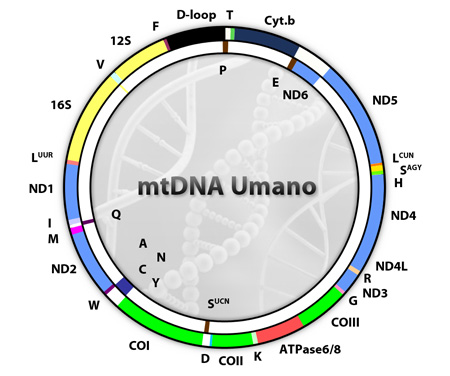 D-loop
T
Cyt.b
F
12S
V
16S
P
E
ND6
ND5
L^UUR
ND1
L^CUN
S^AGY
H
mtDNA Umano
I
M
Q
ND4
ND2
A
N
C
Y
W
S^UCN
ND4L
R
ND3
G
COIII
COI
D
COII
K
ATPase6/8